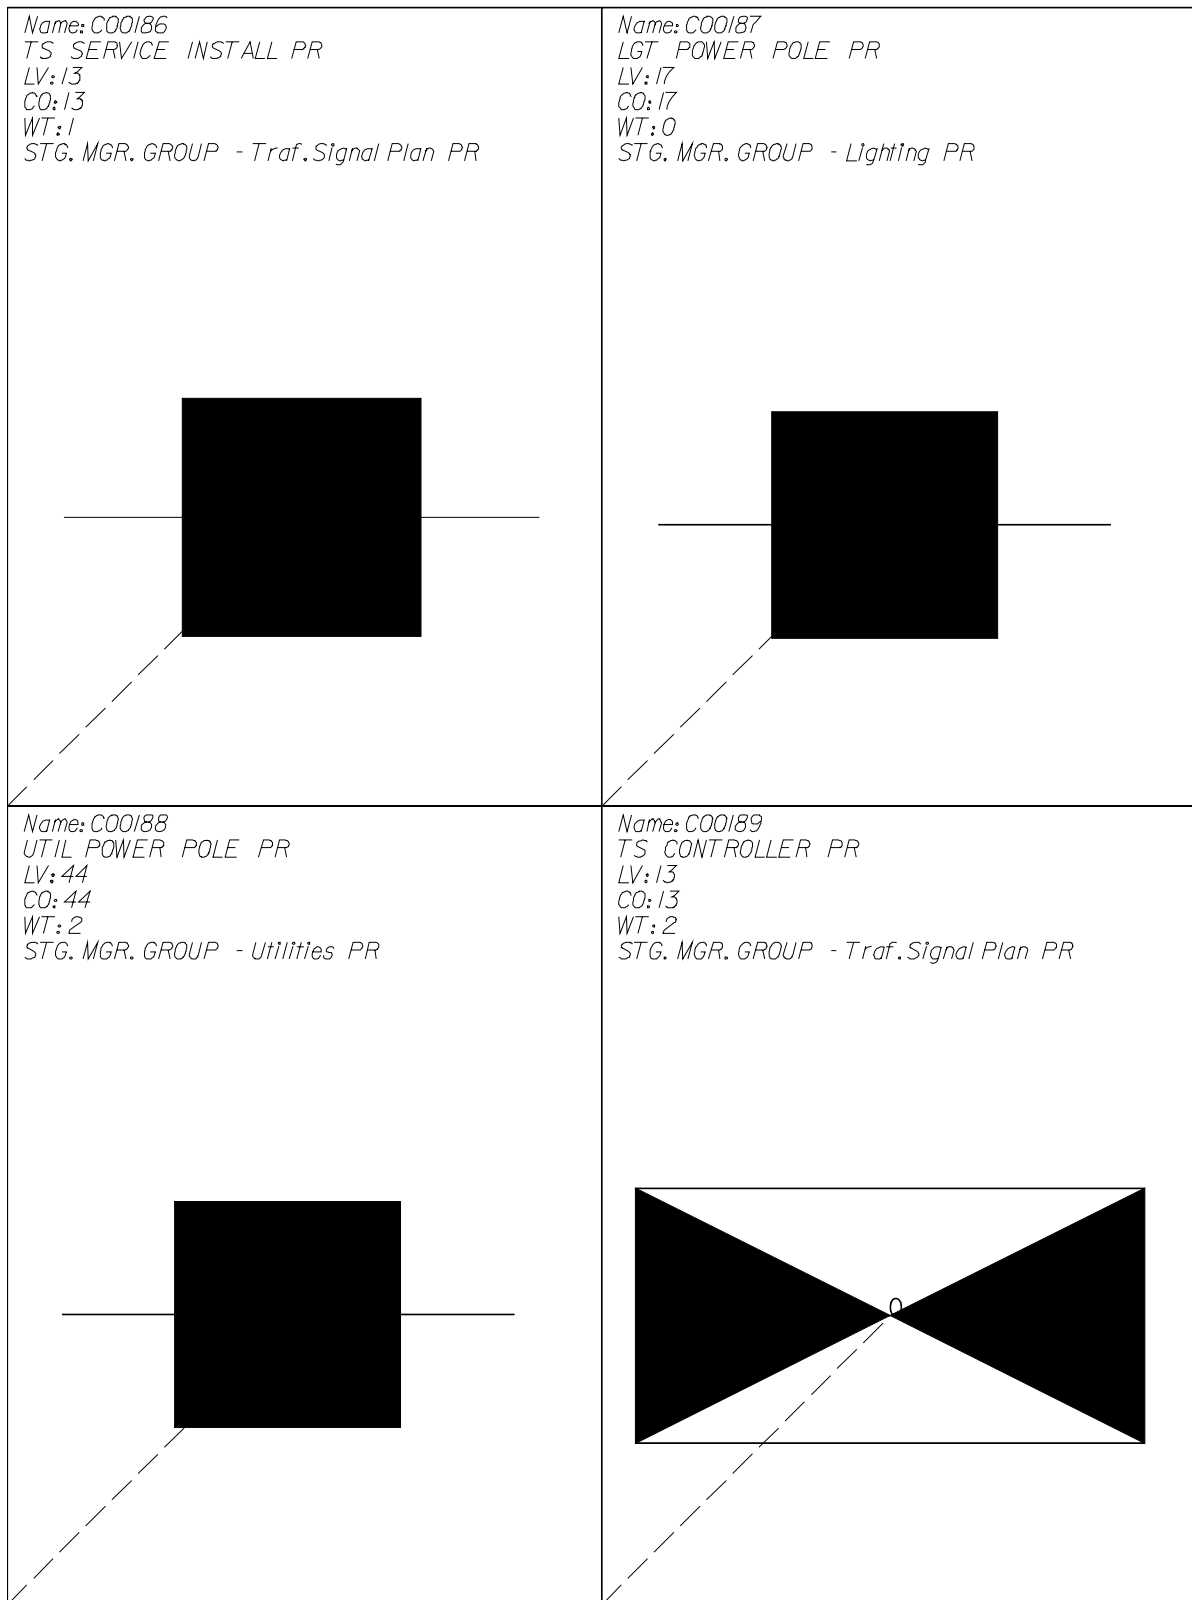 Name: C00186
TS SERVICE INSTALL PR
LV: 13
CO: 13
WT: 1
STG. MGR. GROUP - Traf. Signal Plan PR
Name: C00187
LGT POWER POLE PR
LV: 17
CO: 17
WT: 0
STG. MGR. GROUP - Lighting PR
Name: C00188
UTIL POWER POLE PR
LV: 44
CO: 44
WT: 2
STG. MGR. GROUP - Utilities PR
Name: C00189
TS CONTROLLER PR
LV: 13
CO: 13
WT: 2
STG. MGR. GROUP - Traf. Signal Plan PR
0